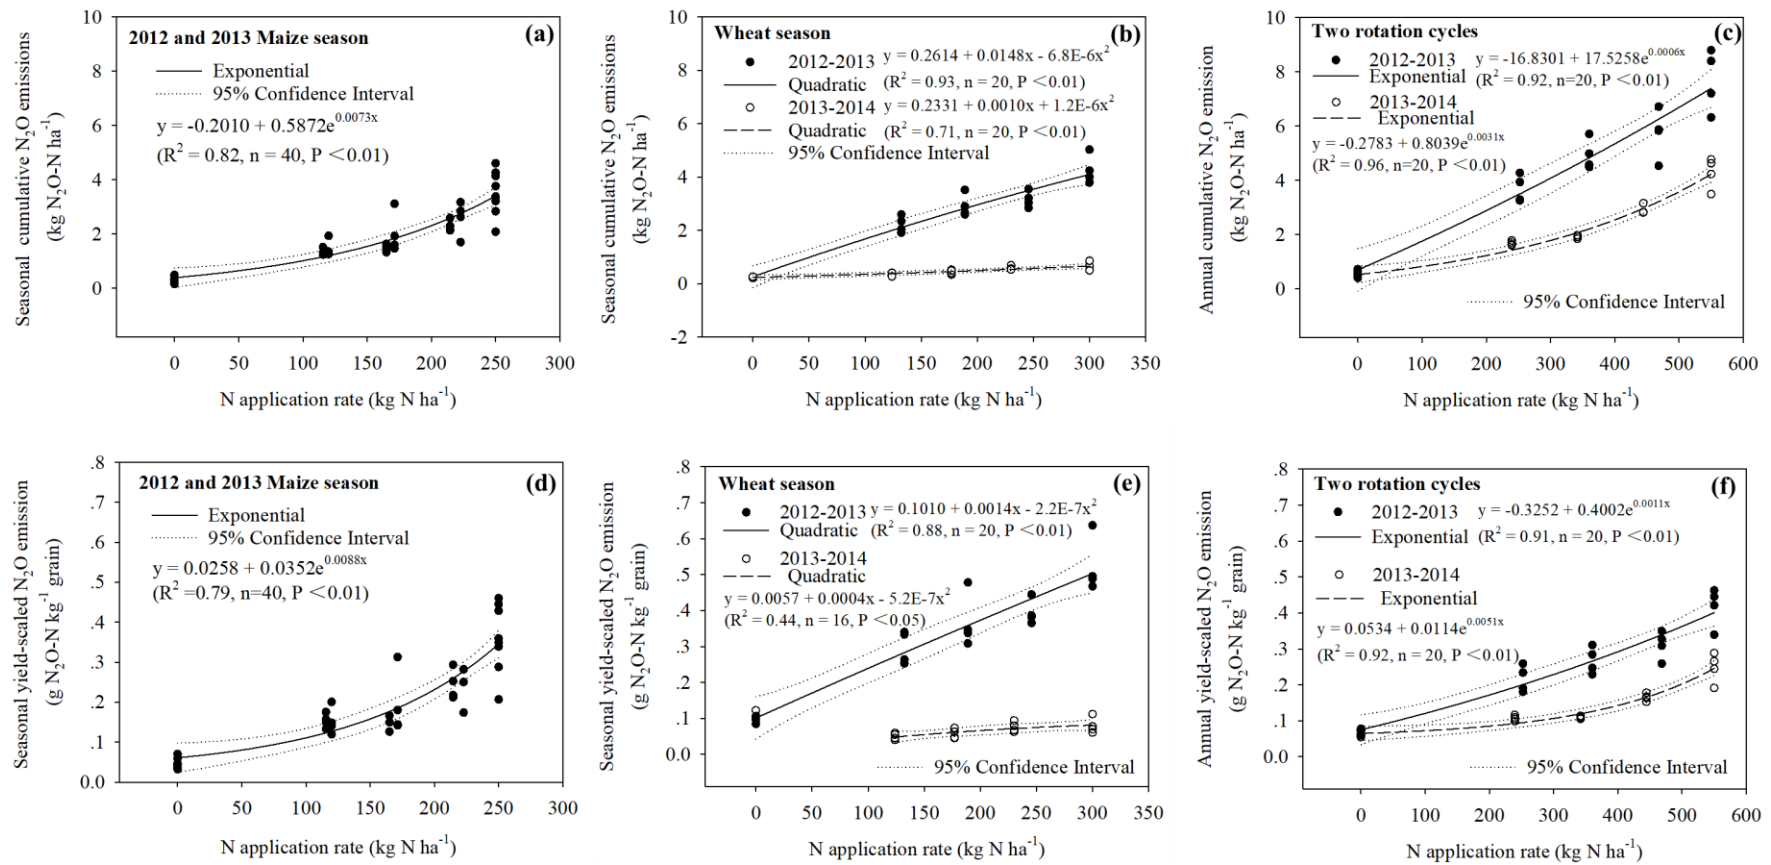 2012 and 2013 Maize season
(a)
Exponential
95% Confidence Interval
y = -0.2010 + 0.5872e^0.0073x
(R² = 0.82, n = 40, P <0.01)
Seasonal cumulative N₂O emissions
(kg N₂O-N ha⁻¹)
10
8
6
4
2
0
0 50 100 150 200 250 300
N application rate (kg N ha⁻¹)
Wheat season
(b)
2012-2013 y = 0.2614 + 0.0148x - 6.8E-6x²
Quadratic (R² = 0.93, n = 20, P <0.01)
2013-2014 y = 0.2331 + 0.0010x + 1.2E-6x²
Quadratic (R² = 0.71, n = 20, P <0.01)
95% Confidence Interval
Seasonal cumulative N₂O emissions
(kg N₂O-N ha⁻¹)
10
8
6
4
2
0
-2
0 50 100 150 200 250 300 350
N application rate (kg N ha⁻¹)
Two rotation cycles
(c)
2012-2013 y = -16.8301 + 17.5258e^0.0006x
Exponential (R² = 0.92, n=20, P <0.01)
2013-2014
Exponential
y = -0.2783 + 0.8039e^0.0031x
(R² = 0.96, n=20, P <0.01)
95% Confidence Interval
Annual cumulative N₂O emission
(kg N₂O-N ha⁻¹)
10
8
6
4
2
0
0 100 200 300 400 500 600
N application rate (kg N ha⁻¹)
2012 and 2013 Maize season
(d)
Exponential
95% Confidence Interval
y = 0.0258 + 0.0352e^0.0088x
(R² =0.79, n=40, P <0.01)
Seasonal yield-scaled N₂O emission
(g N₂O-N kg⁻¹ grain)
.8
.7
.6
.5
.4
.3
.2
.1
0.0
0 50 100 150 200 250 300
N application rate (kg N ha⁻¹)
Wheat season
(e)
2012-2013 y = 0.1010 + 0.0014x - 2.2E-7x²
Quadratic (R² = 0.88, n = 20, P <0.01)
2013-2014
Quadratic
y = 0.0057 + 0.0004x - 5.2E-7x²
(R² = 0.44, n = 16, P <0.05)
95% Confidence Interval
Seasonal yield-scaled N₂O emission
(g N₂O-N kg⁻¹ grain)
.8
.7
.6
.5
.4
.3
.2
.1
0.0
0 50 100 150 200 250 300 350
N application rate (kg N ha⁻¹)
Two rotation cycles
(f)
2012-2013 y = -0.3252 + 0.4002e^0.0011x
Exponential (R² = 0.91, n = 20, P <0.01)
2013-2014
Exponential
y = 0.0534 + 0.0114e^0.0051x
(R² = 0.92, n = 20, P <0.01)
95% Confidence Interval
Annual yield-scaled N₂O emission
(g N₂O-N kg⁻¹ grain)
.8
.7
.6
.5
.4
.3
.2
.1
0.0
0 100 200 300 400 500 600
N application rate (kg N ha⁻¹)